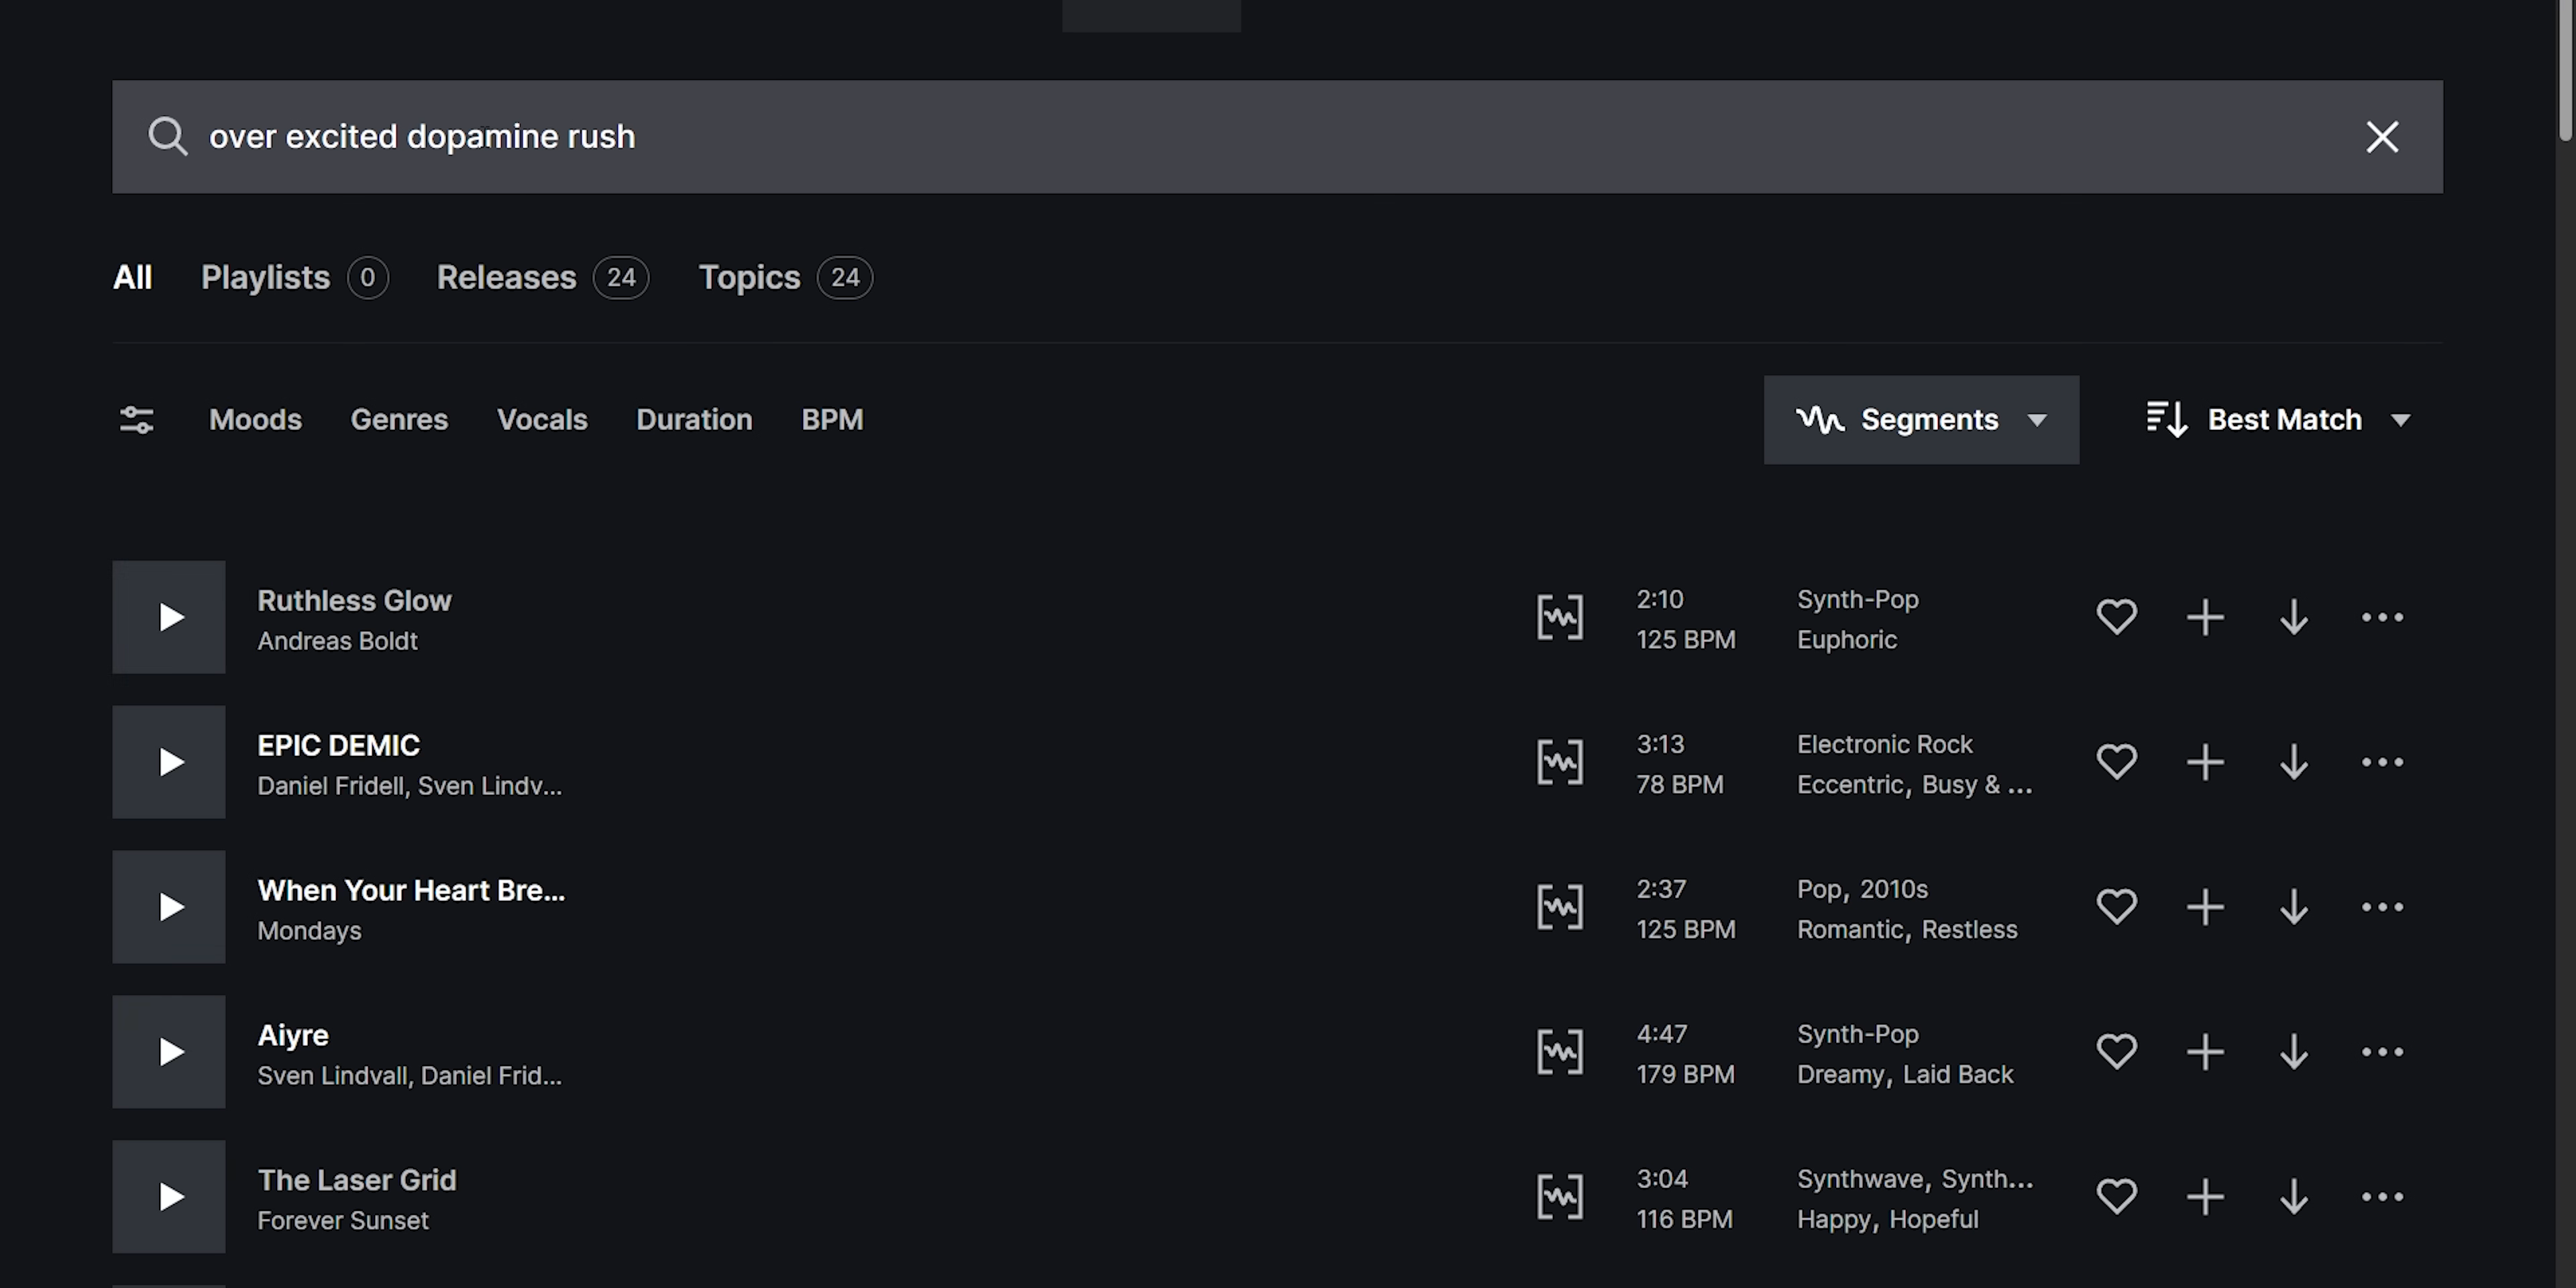 over excited dopamine rush
All Playlists 0 Releases 24 Topics 24
Moods Genres Vocals Duration BPM Segments Best Match
Ruthless Glow
Andreas Boldt
2:10
125 BPM
Synth-Pop
Euphoric
EPIC DEMIC
Daniel Fridell, Sven Lindv...
3:13
78 BPM
Electronic Rock
Eccentric, Busy & ...
When Your Heart Bre...
Mondays
2:37
125 BPM
Pop, 2010s
Romantic, Restless
Aiyre
Sven Lindvall, Daniel Frid...
4:47
179 BPM
Synth-Pop
Dreamy, Laid Back
The Laser Grid
Forever Sunset
3:04
116 BPM
Synthwave, Synth...
Happy, Hopeful